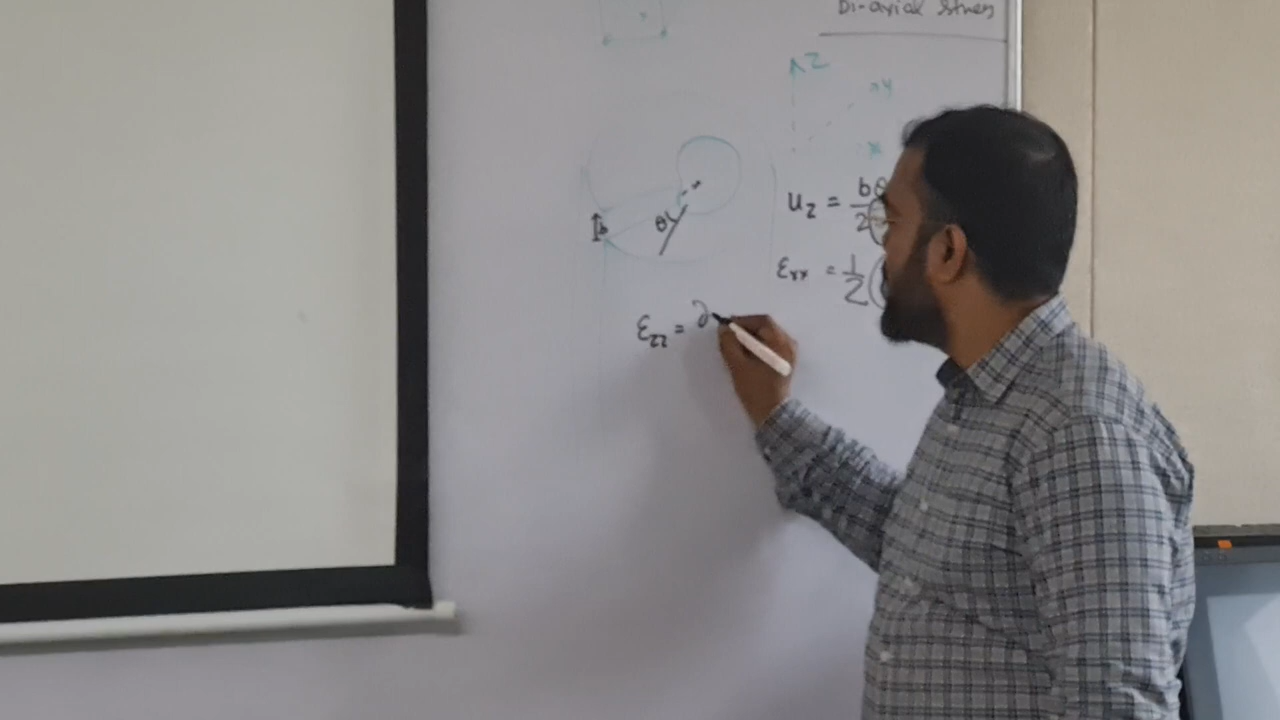 Bi-axial stress
z
y
x
b
θ
u_z = bθ / 2
ε_xx = 1/2 (
ε_zz = ∂